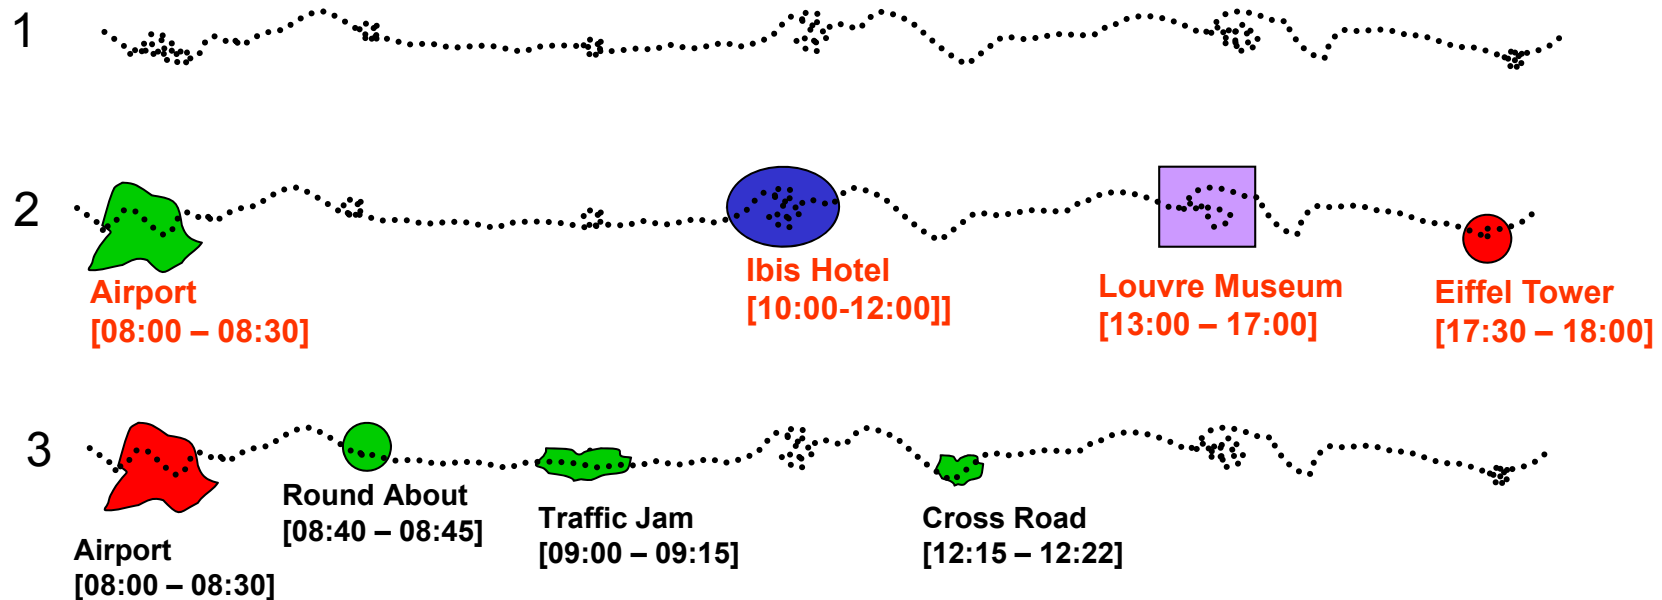 1
2
Airport
[08:00 – 08:30]
Ibis Hotel
[10:00-12:00]]
Louvre Museum
[13:00 – 17:00]
Eiffel Tower
[17:30 – 18:00]
3
Airport
[08:00 – 08:30]
Round About
[08:40 – 08:45]
Traffic Jam
[09:00 – 09:15]
Cross Road
[12:15 – 12:22]